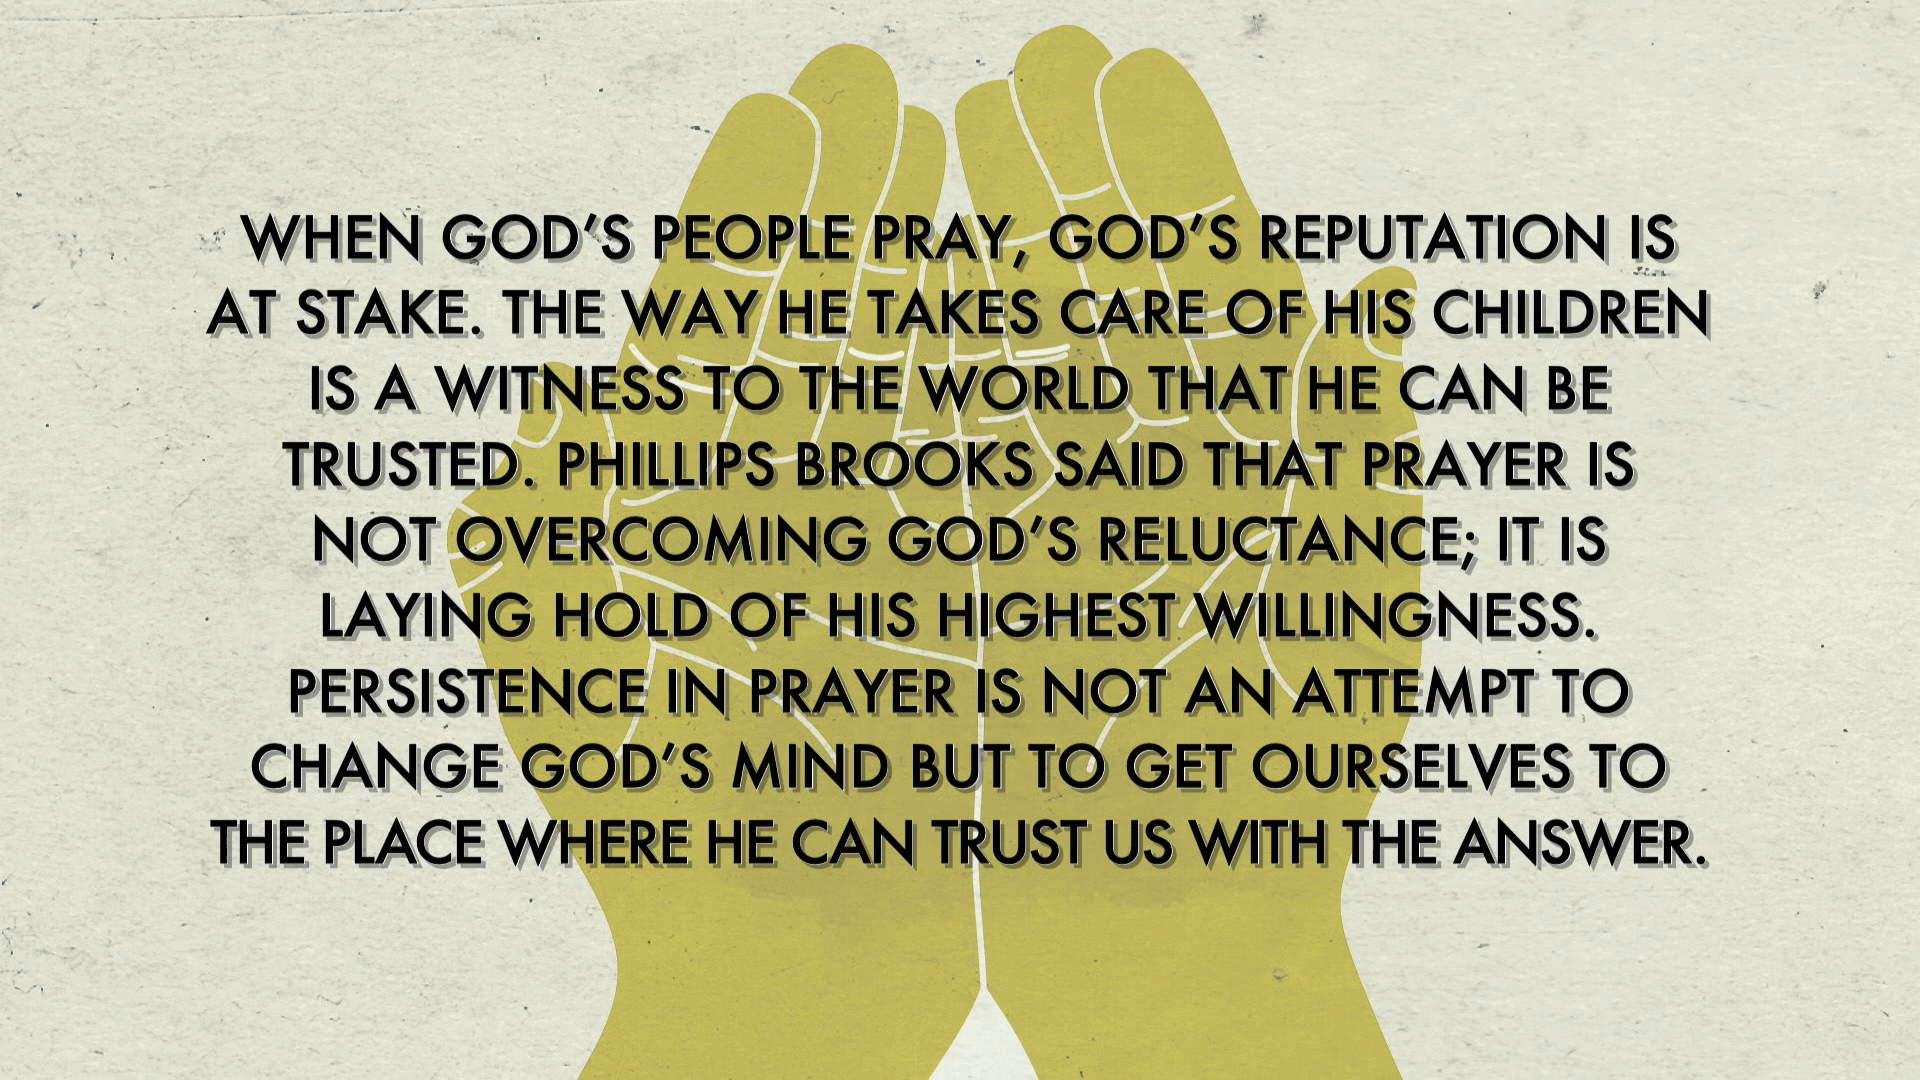 WHEN GOD’S PEOPLE PRAY, GOD’S REPUTATION IS
AT STAKE. THE WAY HE TAKES CARE OF HIS CHILDREN
IS A WITNESS TO THE WORLD THAT HE CAN BE
TRUSTED. PHILLIPS BROOKS SAID THAT PRAYER IS
NOT OVERCOMING GOD’S RELUCTANCE; IT IS
LAYING HOLD OF HIS HIGHEST WILLINGNESS.
PERSISTENCE IN PRAYER IS NOT AN ATTEMPT TO
CHANGE GOD’S MIND BUT TO GET OURSELVES TO
THE PLACE WHERE HE CAN TRUST US WITH THE ANSWER.